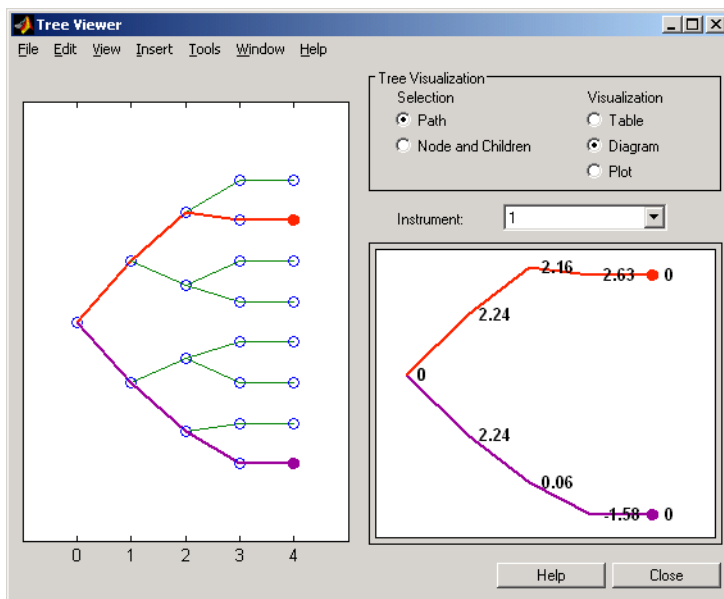 Tree Viewer
File Edit View Insert Tools Window Help
Tree Visualization
Selection
Visualization
Path
Table
Node and Children
Diagram
Plot
Instrument:
1
0 1 2 3 4
2.16
2.63 0
2.24
0
2.24
0.06
-1.58 0
Help
Close